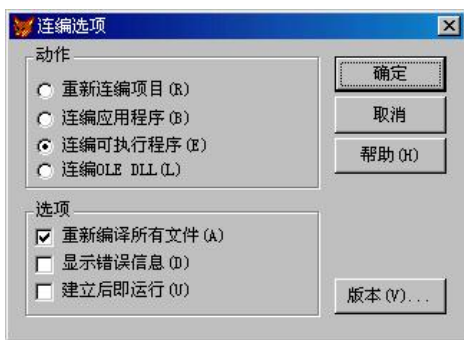 连编选项
动作
重新连编项目(R)
连编应用程序(B)
连编可执行程序(E)
连编OLE DLL(L)
选项
重新编译所有文件(A)
显示错误信息(D)
建立后即运行(U)
确定
取消
帮助(H)
版本(V)...